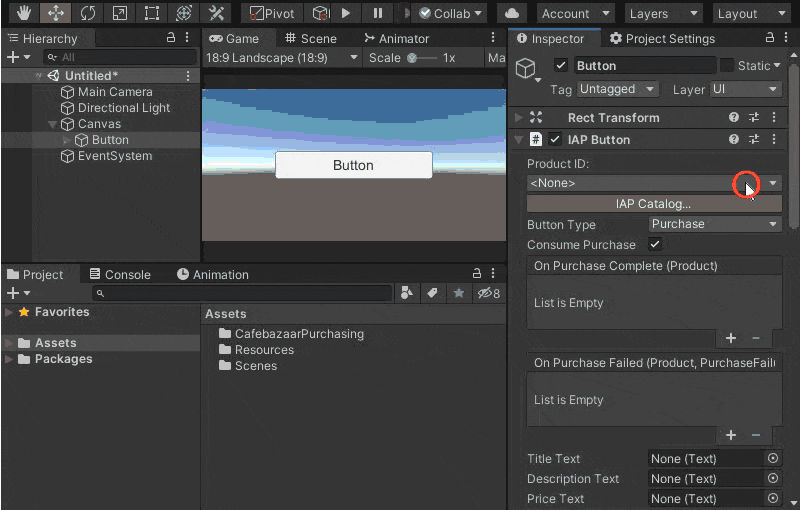 Pivot
Collab
Account
Layers
Layout
Hierarchy
All
Untitled*
Main Camera
Directional Light
Canvas
Button
EventSystem
Game
Scene
Animator
18:9 Landscape (18:9)
Scale
1x
Ma
Button
Inspector
Project Settings
Button
Static
Tag
Untagged
Layer
UI
Rect Transform
IAP Button
Product ID:
<None>
IAP Catalog...
Button Type
Purchase
Consume Purchase
On Purchase Complete (Product)
List is Empty
On Purchase Failed (Product, PurchaseFailu
List is Empty
Title Text
None (Text)
Description Text
None (Text)
Price Text
None (Text)
Project
Console
Animation
8
Favorites
Assets
Packages
Assets
CafebazaarPurchasing
Resources
Scenes